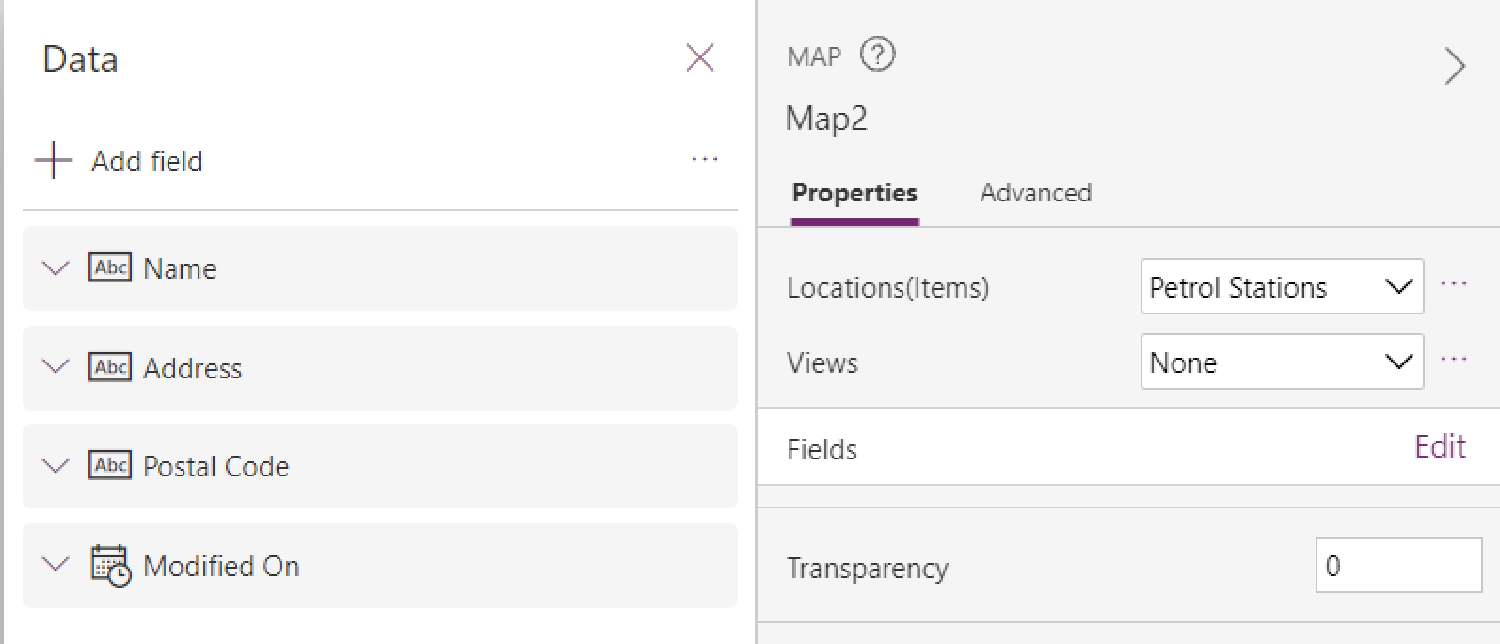 Data
Add field
...
Abc Name
Abc Address
Abc Postal Code
Modified On
MAP ?
Map2
Properties Advanced
Locations(Items) Petrol Stations ...
Views None ...
Fields Edit
Transparency 0